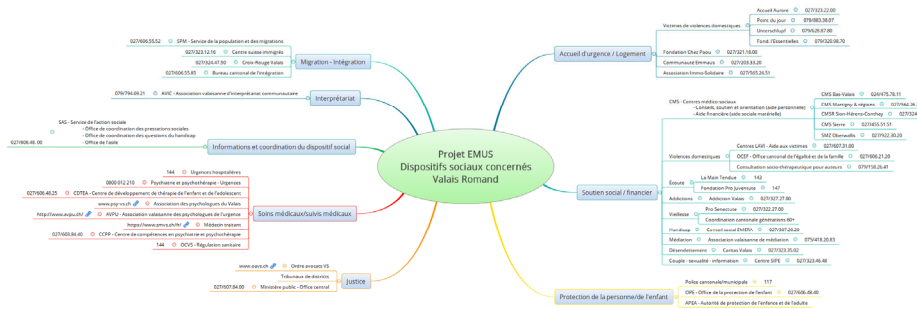 Projet EMUS
Dispositifs sociaux concernés
Valais Romand
Migration - Intégration
027/606.55.52 SPM - Service de la population et des migrations
027/323.12.16 Centre suisse immigrés
027/324.47.50 Croix-Rouge Valais
027/606.55.85 Bureau cantonal de l'intégration
Interprétariat
079/794.09.21 AVIC - Association valaisanne d'interprétariat communautaire
Informations et coordination du dispositif social
SAS - Service de l'action sociale
- Office de coordination des prestations sociales
- Office de coordination des questions du handicap
- Office de l'asile
027/606.48. 00
Soins médicaux/suivis médicaux
144 Urgences hospitalières
0800 012 210 Psychiatrie et psychothérapie - Urgences
027/606.48.25 CDTEA - Centre de développement de thérapie de l'enfant et de l'adolescent
www.psy-vs.ch Association des psychologues du Valais
http://www.avpu.ch/ AVPU - Association valaisanne des psychologues de l'urgence
https://www.smvs.ch/fr/ Médecin traitant
027/603.84.40 CCPP - Centre de compétences en psychiatrie et psychothérapie
144 OCVS - Régulation sanitaire
Justice
www.oavs.ch Ordre avocats VS
Tribunaux de districts
027/607.84.00 Ministère public - Office central
Accueil d'urgence / Logement
Victimes de violences domestiques
Accueil Aurore 027/323.22.00
Point du jour 078/883.38.07
Unterschlupf 079/628.87.80
Fond. l'Essentielles 079/320.98.79
Fondation Chez Paou 027/321.18.00
Communauté Emmaus 027/203.33.20
Association Immo-Solidaire 027/565.26.51
Soutien social / financier
CMS - Centres médico-sociaux
- Conseils, soutien et orientation (aide personnelle)
- Aide financière (aide sociale matérielle)
CMS Bas-Valais 024/475.78.11
CMS Martigny & régions
CMSR Sion-Hérens-Conthey
CMS Sierre 027/455.51.51
SMZ Oberwallis 027/922.30.20
Violences domestiques
Centres LAVI - Aide aux victimes 027/607.31.00
OCEF - Office cantonal de l'égalité et de la famille 027/606.21.20
Consultation socio-thérapeutique pour auteurs 079/158.26.41
Ecoute
La Main Tendue 143
Fondation Pro Juventute 147
Addictions Addiction Valais 027/327.27.00
Vieillesse
Pro Senectute 027/322.27.00
Coordination cantonale générations 60+
Handicap
Médiation Association valaisanne de médiation 079/418.20.83
Désendettement Caritas Valais 027/323.35.02
Couple - sexualité - information Centre SIPE 027/323.46.48
Protection de la personne/de l'enfant
Police cantonale/municipale 117
OPE - Office de la protection de l'enfant 027/606.48.40
APEA - Autorité de protection de l'enfance et de l'adulte